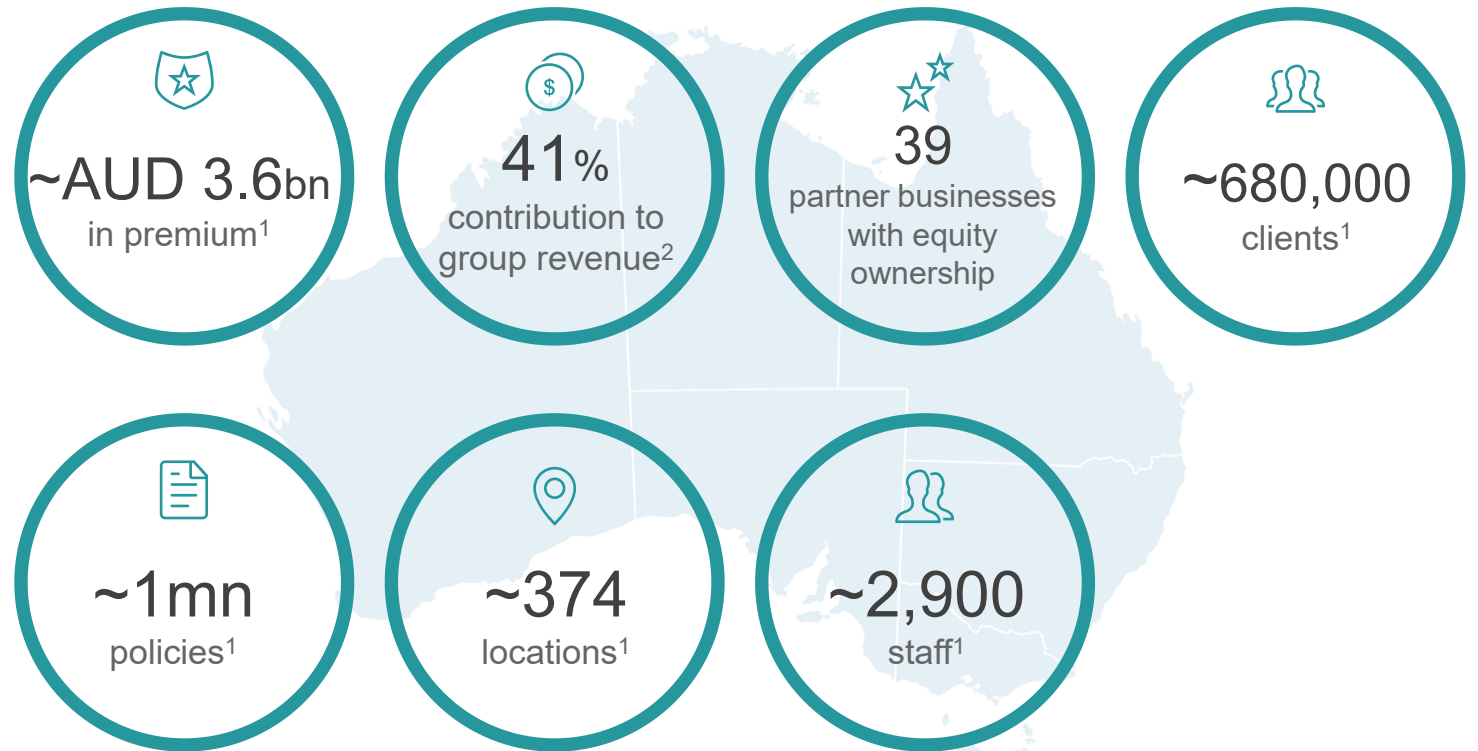 ~AUD 3.6bn
in premium¹
$
41%
contribution to
group revenue²
39
partner businesses
with equity
ownership
~680,000
clients¹
~1mn
policies¹
~374
locations¹
~2,900
staff¹